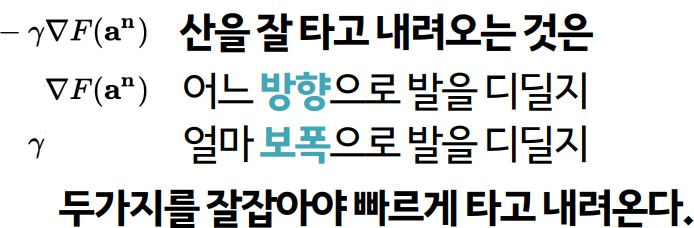 − γ∇F(aⁿ) 산을 잘 타고 내려오는 것은
∇F(aⁿ) 어느 방향으로 발을 디딜지
γ 얼마 보폭으로 발을 디딜지
두가지를 잘잡아야 빠르게 타고 내려온다.